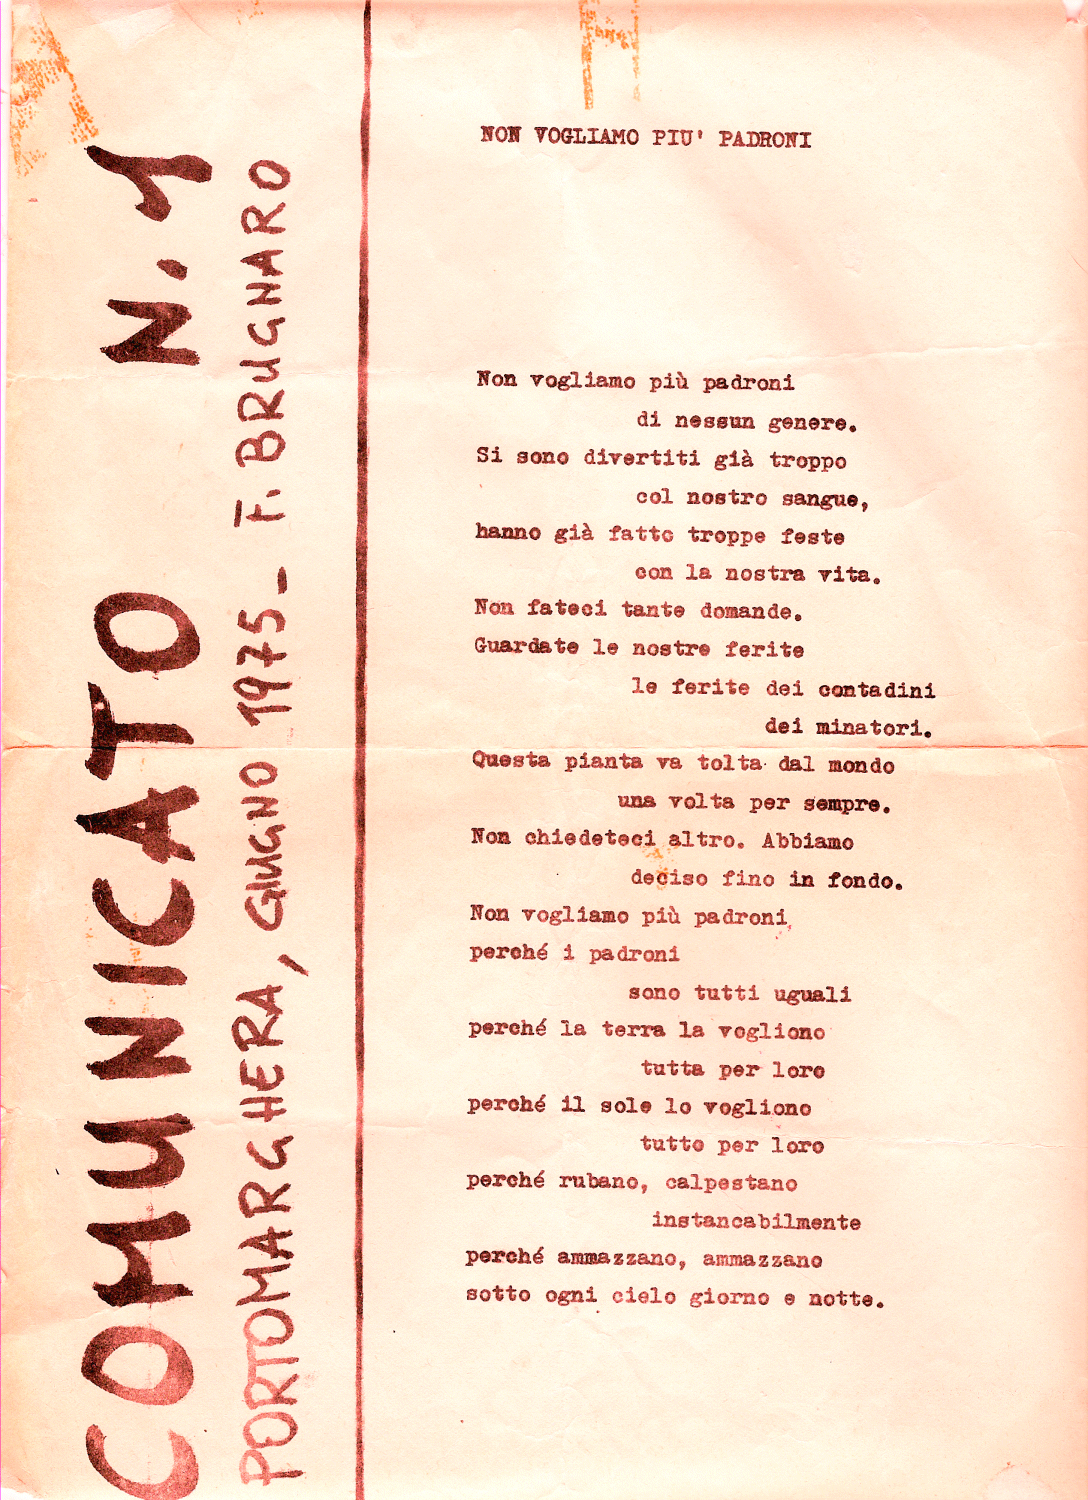 COMUNICATO N. 1
PORTOMARGHERA, GIUGNO 1975 - F. BRUGNARO
NON VOGLIAMO PIU' PADRONI
Non vogliamo più padroni
di nessun genere.
Si sono divertiti già troppo
col nostro sangue,
hanno già fatto troppe feste
con la nostra vita.
Non fateci tante domande.
Guardate le nostre ferite
le ferite dei contadini
dei minatori.
Questa pianta va tolta dal mondo
una volta per sempre.
Non chiedeteci altro. Abbiamo
deciso fino in fondo.
Non vogliamo più padroni,
perché i padroni
sono tutti uguali
perché la terra la vogliono
tutta per loro
perché il sole lo vogliono
tutto per loro
perché rubano, calpestano
instancabilmente
perché ammazzano, ammazzano
sotto ogni cielo giorno e notte.